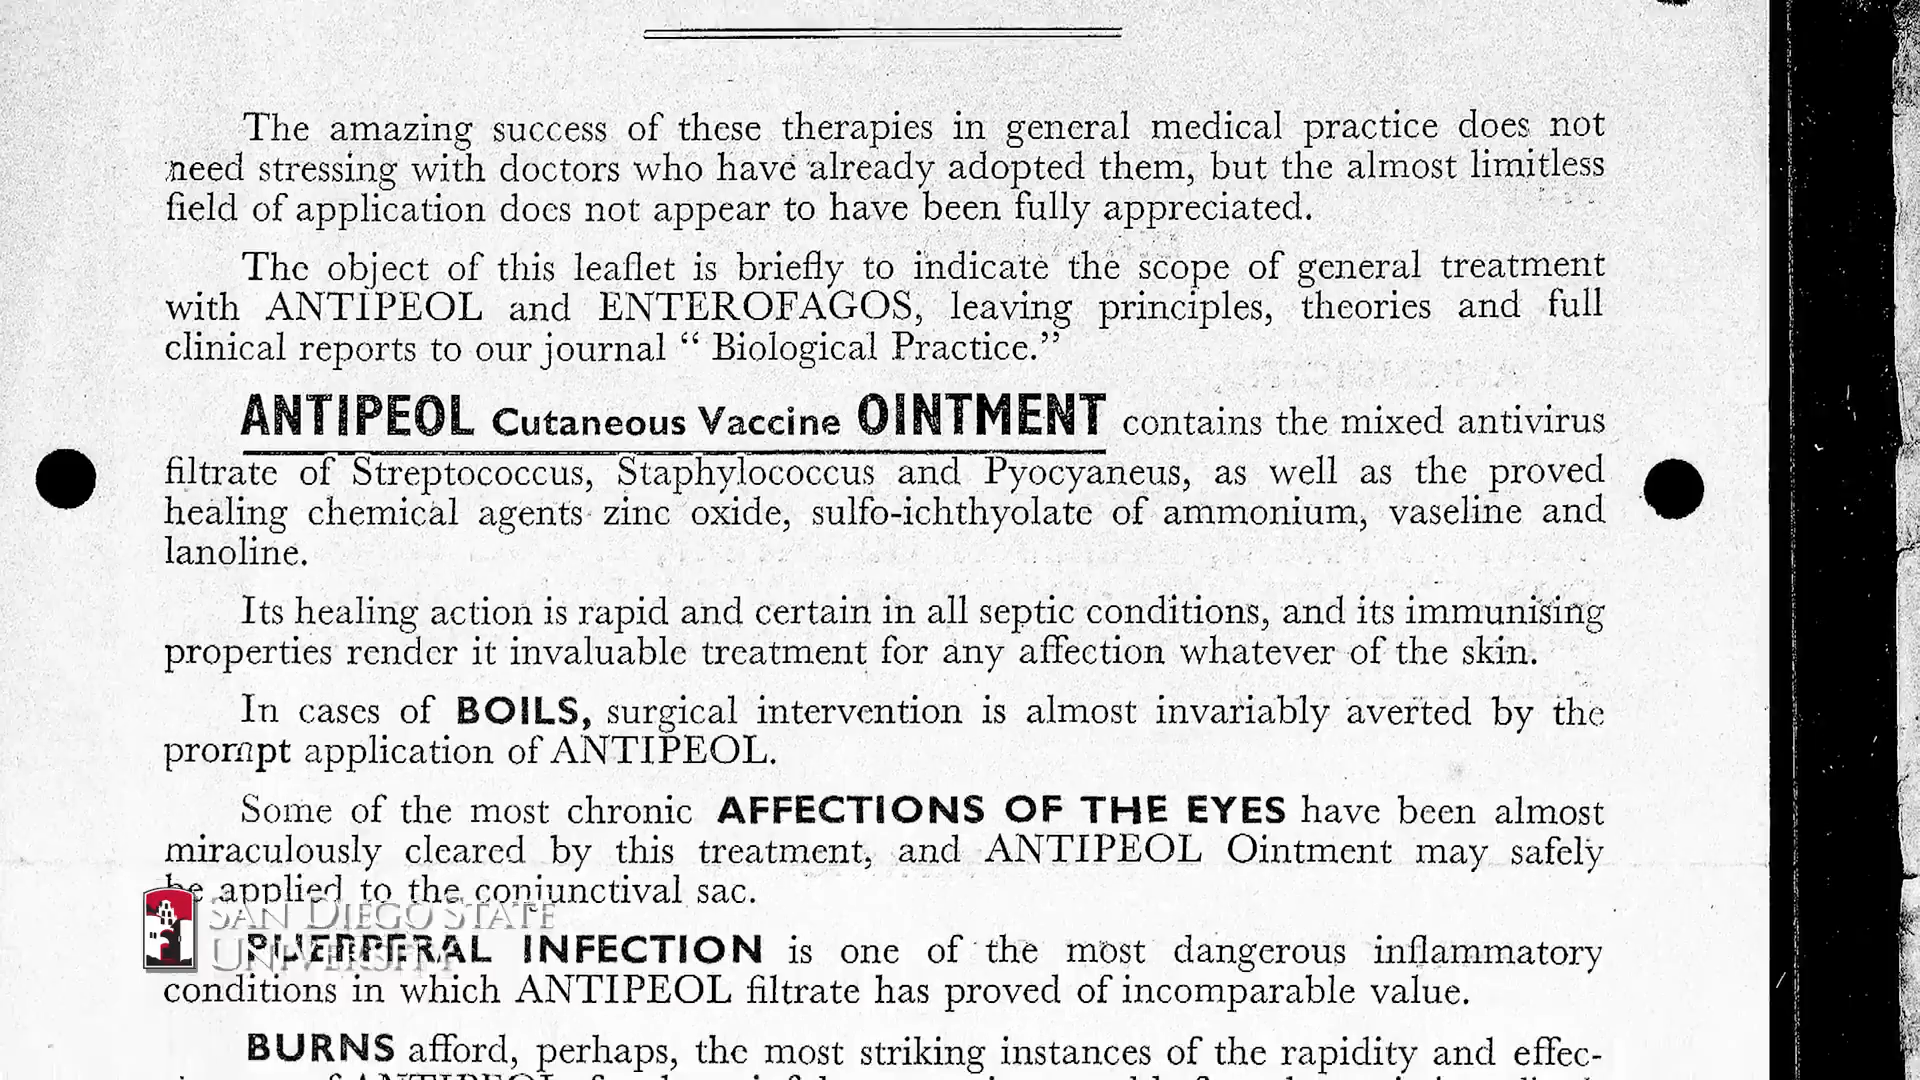 The amazing success of these therapies in general medical practice does not
need stressing with doctors who have already adopted them, but the almost limitless
field of application does not appear to have been fully appreciated.
The object of this leaflet is briefly to indicate the scope of general treatment
with ANTIPEOL and ENTEROFAGOS, leaving principles, theories and full
clinical reports to our journal “ Biological Practice.”
ANTIPEOL Cutaneous Vaccine OINTMENT contains the mixed antivirus
filtrate of Streptococcus, Staphylococcus and Pyocyaneus, as well as the proved
healing chemical agents zinc oxide, sulfo-ichthyolate of ammonium, vaseline and
lanoline.
Its healing action is rapid and certain in all septic conditions, and its immunising
properties render it invaluable treatment for any affection whatever of the skin.
In cases of BOILS, surgical intervention is almost invariably averted by the
prompt application of ANTIPEOL.
Some of the most chronic AFFECTIONS OF THE EYES have been almost
miraculously cleared by this treatment, and ANTIPEOL Ointment may safely
be applied to the conjunctival sac.
SAN DIEGO STATE
UNIVERSITY
PUERPERAL INFECTION is one of the most dangerous inflammatory
conditions in which ANTIPEOL filtrate has proved of incomparable value.
BURNS afford, perhaps, the most striking instances of the rapidity and effec-
of ANTIPEOL